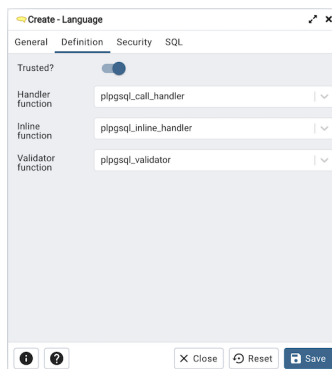 Create - Language
General Definition Security SQL
Trusted?
Handler
function
plpgsql_call_handler
Inline
function
plpgsql_inline_handler
Validator
function
plpgsql_validator
Close Reset Save